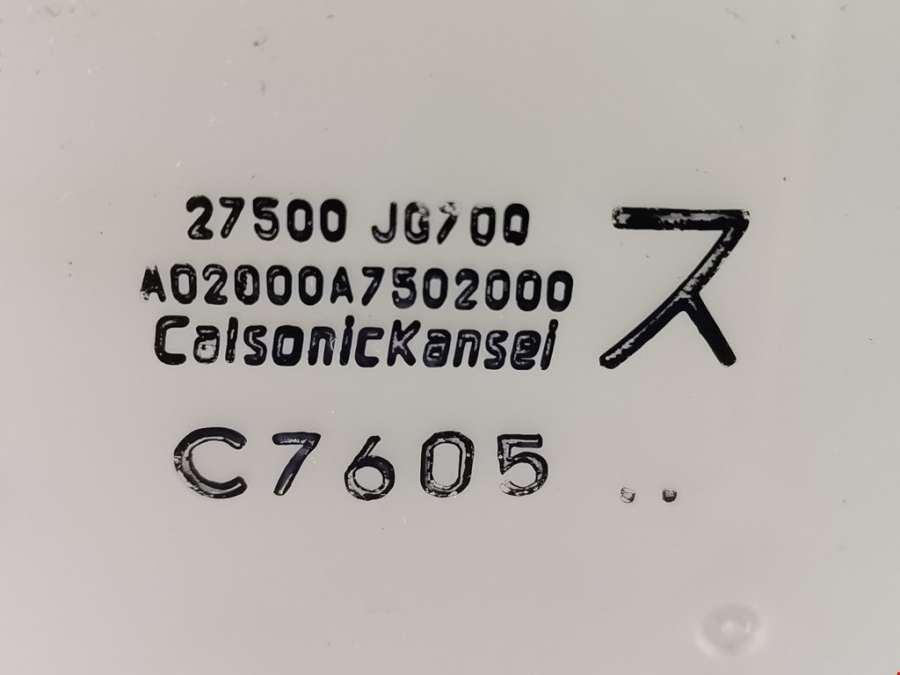 27500 JG700
A02000A7502000
CalsonicKansei
ス
C7605 ..